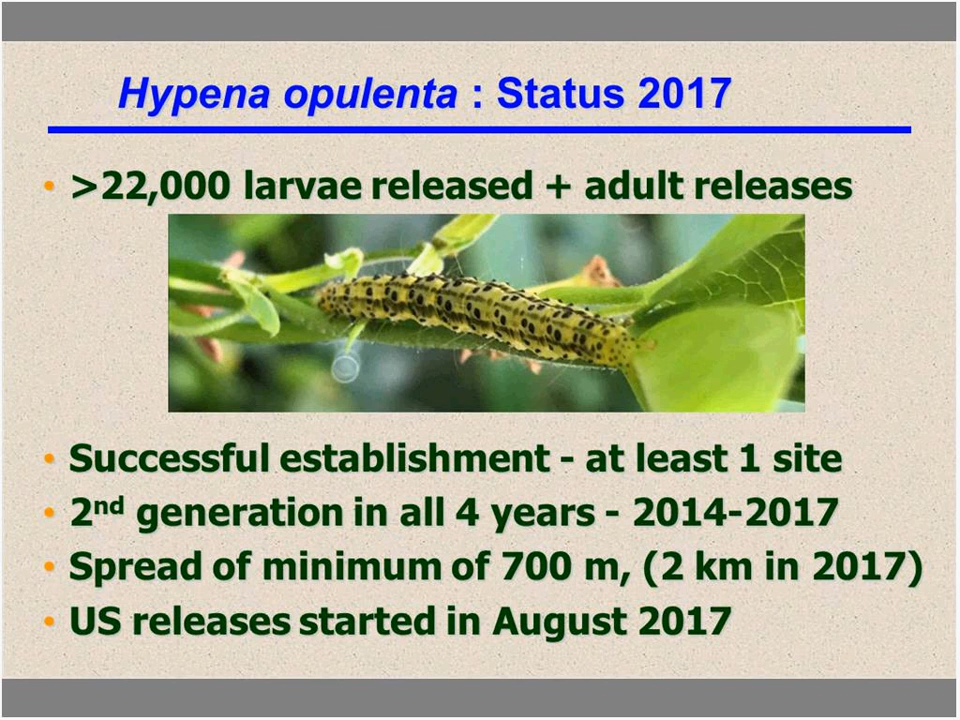 Hypena opulenta : Status 2017
• >22,000 larvae released + adult releases
• Successful establishment - at least 1 site
• 2nd generation in all 4 years - 2014-2017
• Spread of minimum of 700 m, (2 km in 2017)
• US releases started in August 2017